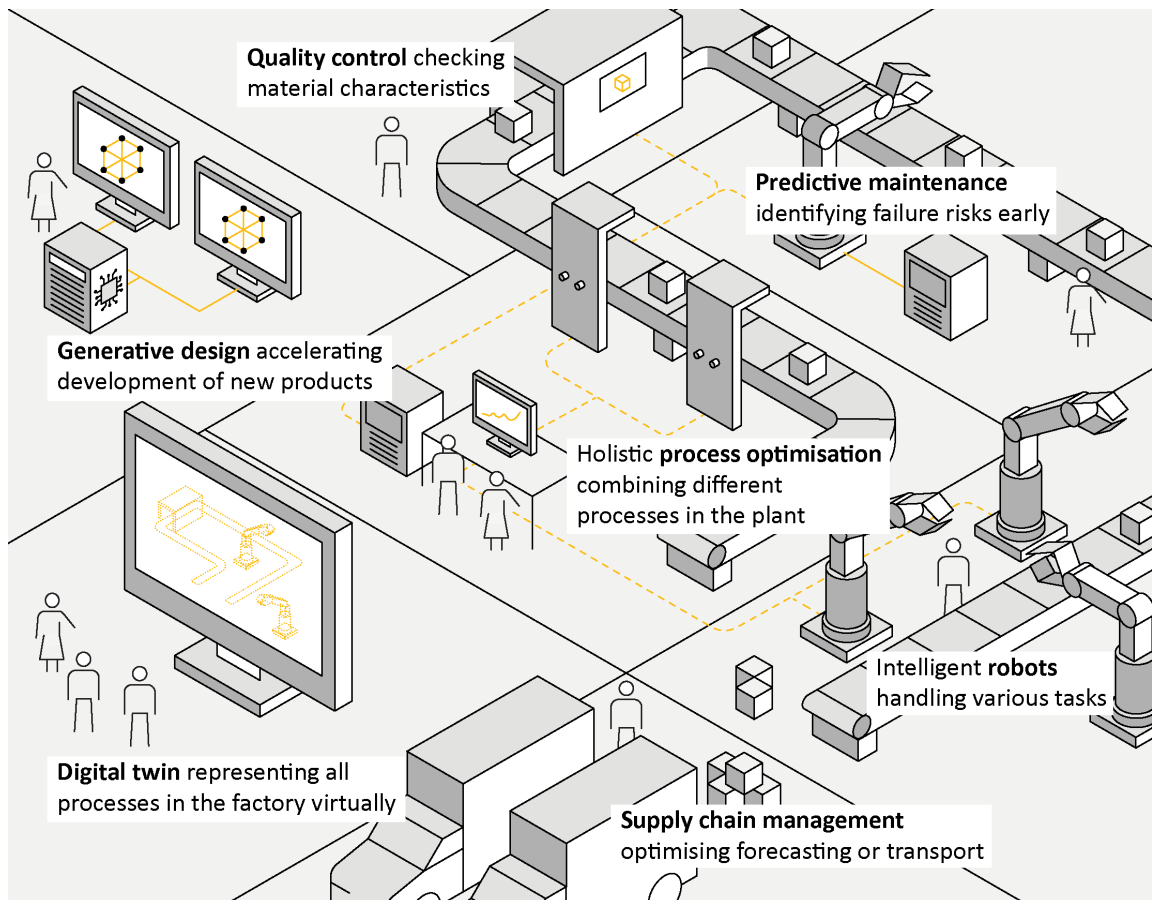 Quality control checking
material characteristics
Predictive maintenance
identifying failure risks early
Generative design accelerating
development of new products
Holistic process optimisation
combining different
processes in the plant
Intelligent robots
handling various tasks
Digital twin representing all
processes in the factory virtually
Supply chain management
optimising forecasting or transport